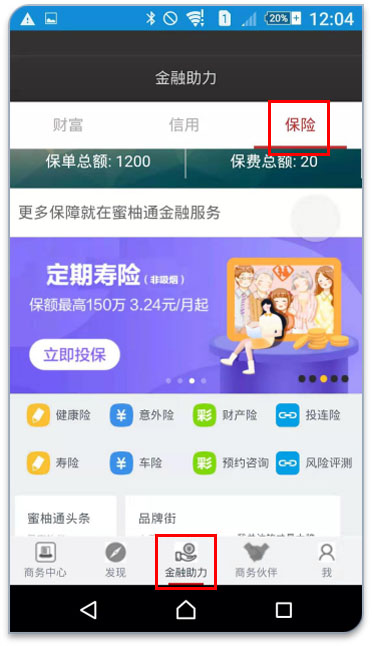 1 20% 12:04
金融助力
财富 信用 保险
保单总额: 1200 保费总额: 20
更多保障就在蜜柚通金融服务
定期寿险(非吸烟)
保额最高150万 3.24元/月起
立即投保
健康险 意外险 财产险 投连险
寿险 车险 预约咨询 风险评测
蜜柚通头条 品牌街
商务中心 发现 金融助力 商务伙伴 我